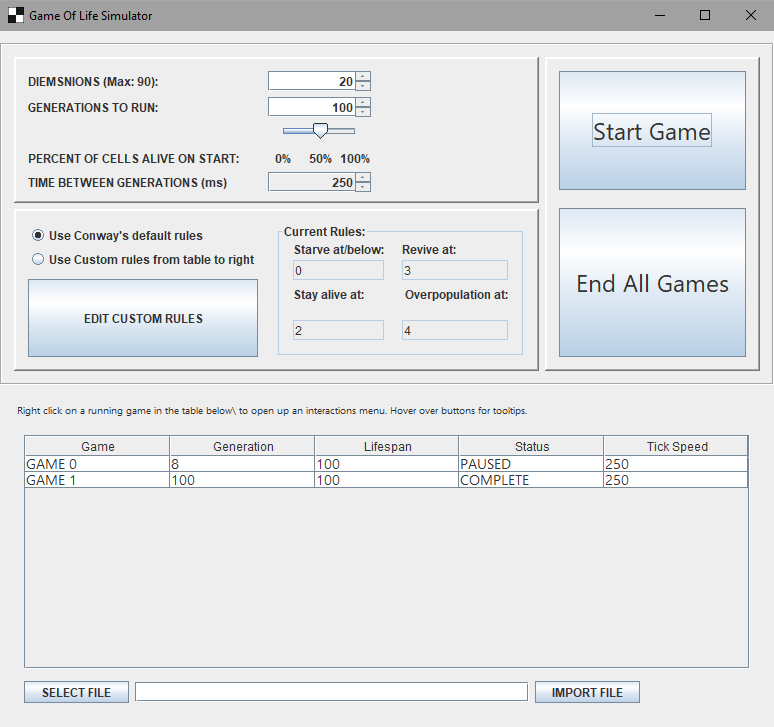 Game Of Life Simulator
DIEMSNIONS (Max: 90): 20
GENERATIONS TO RUN: 100
PERCENT OF CELLS ALIVE ON START: 0% 50% 100%
TIME BETWEEN GENERATIONS (ms) 250
Start Game
Use Conway's default rules
Use Custom rules from table to right
EDIT CUSTOM RULES
Current Rules:
Starve at/below: Revive at:
0 3
Stay alive at: Overpopulation at:
2 4
End All Games
Right click on a running game in the table below\ to open up an interactions menu. Hover over buttons for tooltips.
Game Generation Lifespan Status Tick Speed
GAME 0 8 100 PAUSED 250
GAME 1 100 100 COMPLETE 250
SELECT FILE IMPORT FILE